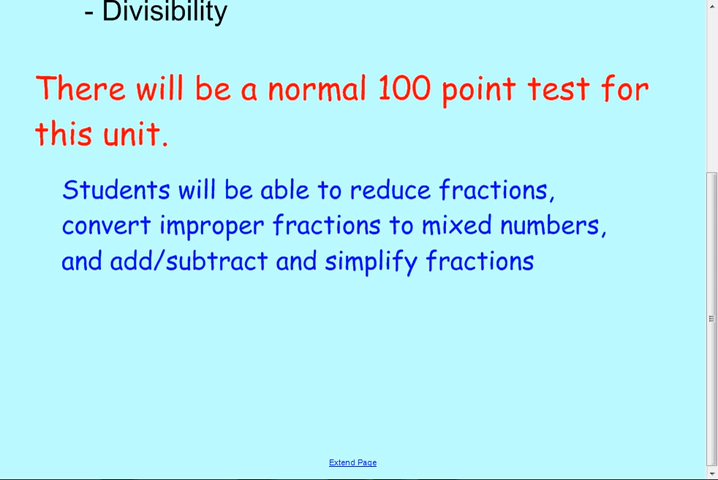 - Divisibility
There will be a normal 100 point test for
this unit.
Students will be able to reduce fractions,
convert improper fractions to mixed numbers,
and add/subtract and simplify fractions
Extend Page